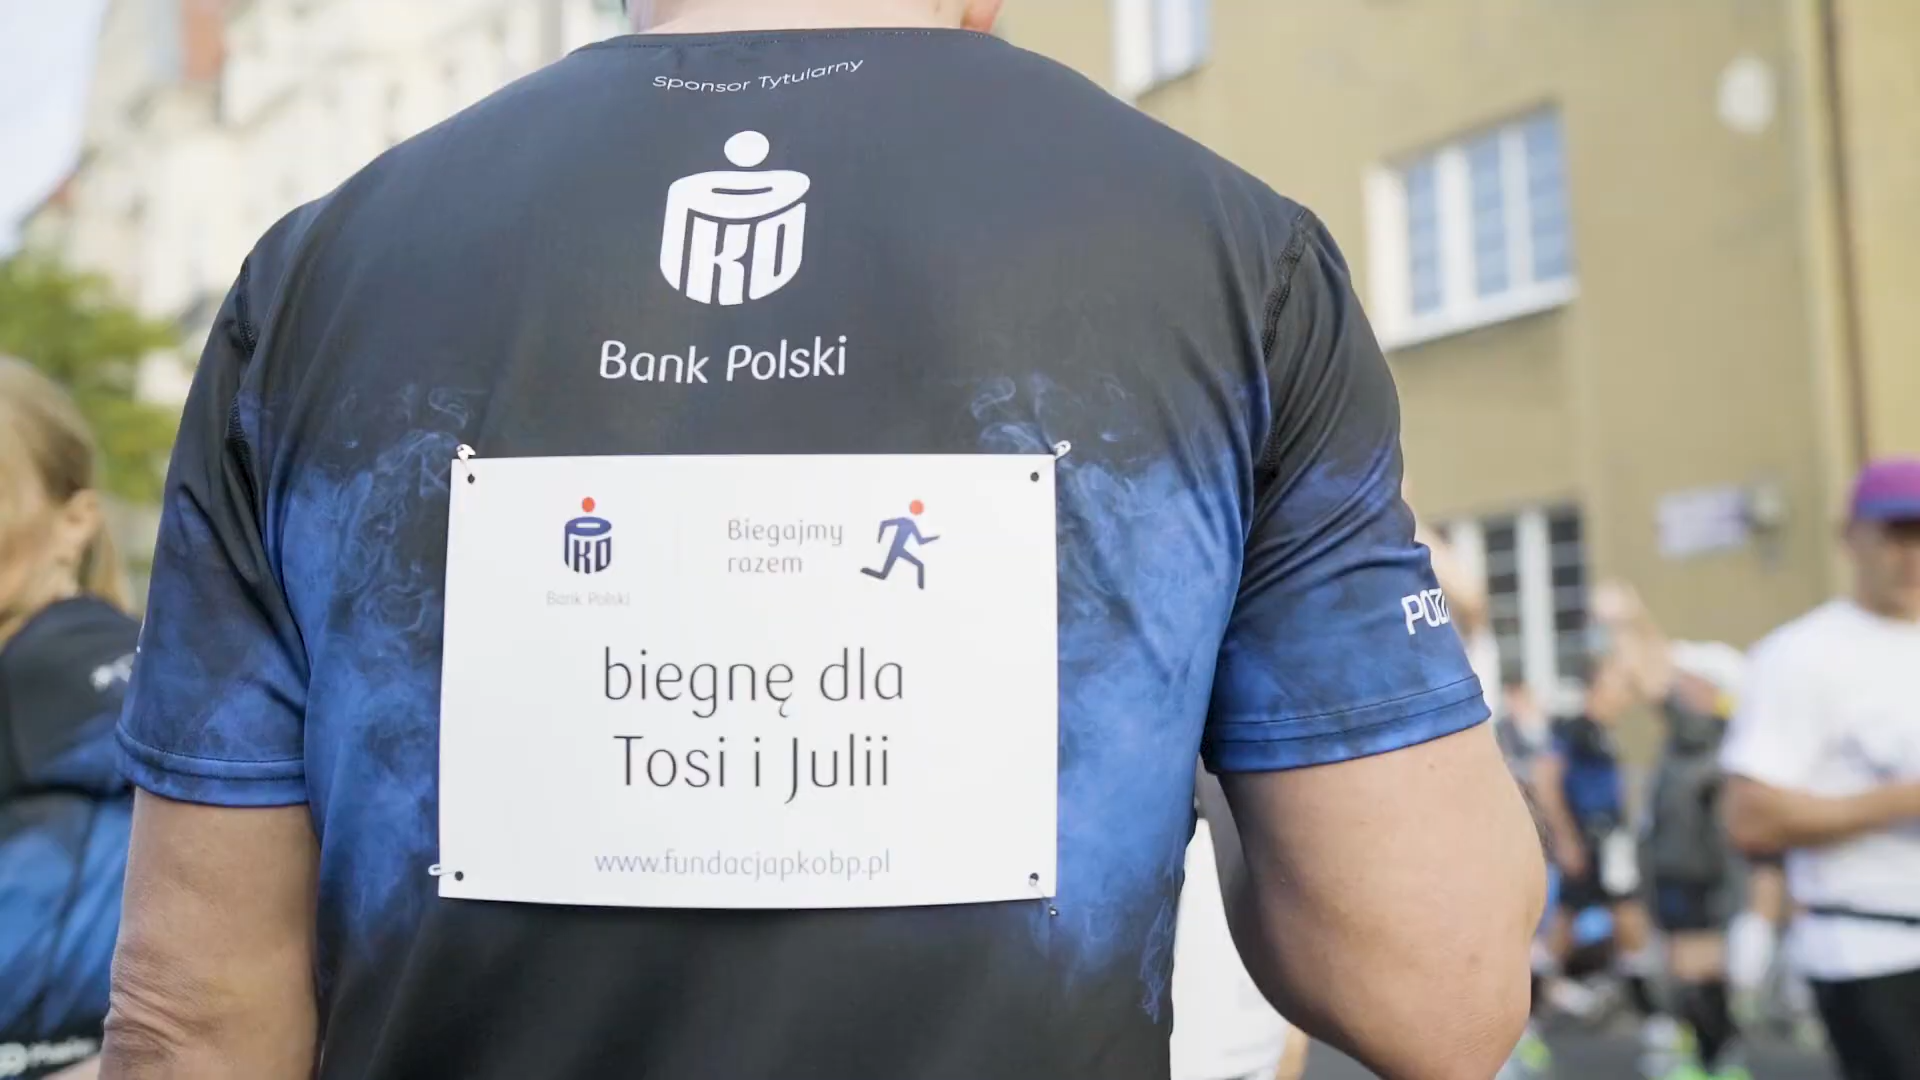 Sponsor Tytularny
PKO
Bank Polski
PKO
Bank Polski
Biegajmy
razem
biegnę dla
Tosi i Julii
www.fundacjapkobp.pl